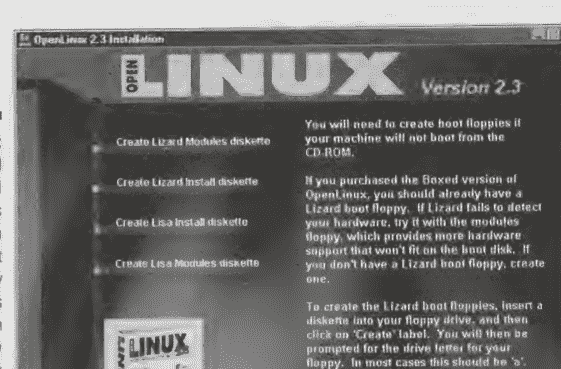 OpenLinux 2.3 Installation
OPEN LINUX Version 2.3
Create Lizard Modules diskette
Create Lizard Install diskette
Create Lisa Install diskette
Create Lisa Modules diskette
You will need to create boot floppies if
your machine will not boot from the
CD-ROM.
If you purchased the Boxed version of
OpenLinux, you should already have a
Lizard boot floppy. If Lizard fails to detect
your hardware, try it with the modules
floppy, which provides more hardware
support that won't fit on the boot disk. If
you don't have a Lizard boot floppy, create
one.
To create the Lizard boot floppies, insert a
diskette into your floppy drive, and then
click on 'Create' label. You will then be
prompted for the drive letter for your
floppy. In most cases this should be 'a'.
LINUX